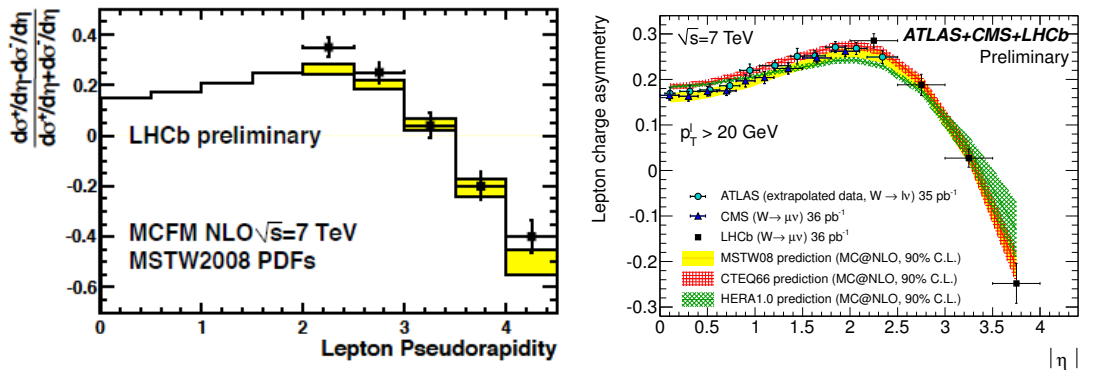 dσ⁺/dη-dσ⁻/dη
dσ⁺/dη+dσ⁻/dη
0.4
0.2
0
-0.2
-0.4
-0.6
LHCb preliminary
MCFM NLO√s=7 TeV
MSTW2008 PDFs
0 1 2 3 4
Lepton Pseudorapidity
Lepton charge asymmetry
0.3
0.2
0.1
0
-0.1
-0.2
-0.3
√s=7 TeV
ATLAS+CMS+LHCb
Preliminary
p_T^l > 20 GeV
ATLAS (extrapolated data, W→ lν) 35 pb⁻¹
CMS (W→ μν) 36 pb⁻¹
LHCb (W→ μν) 36 pb⁻¹
MSTW08 prediction (MC@NLO, 90% C.L.)
CTEQ66 prediction (MC@NLO, 90% C.L.)
HERA1.0 prediction (MC@NLO, 90% C.L.)
0 0.5 1 1.5 2 2.5 3 3.5 4
|η|